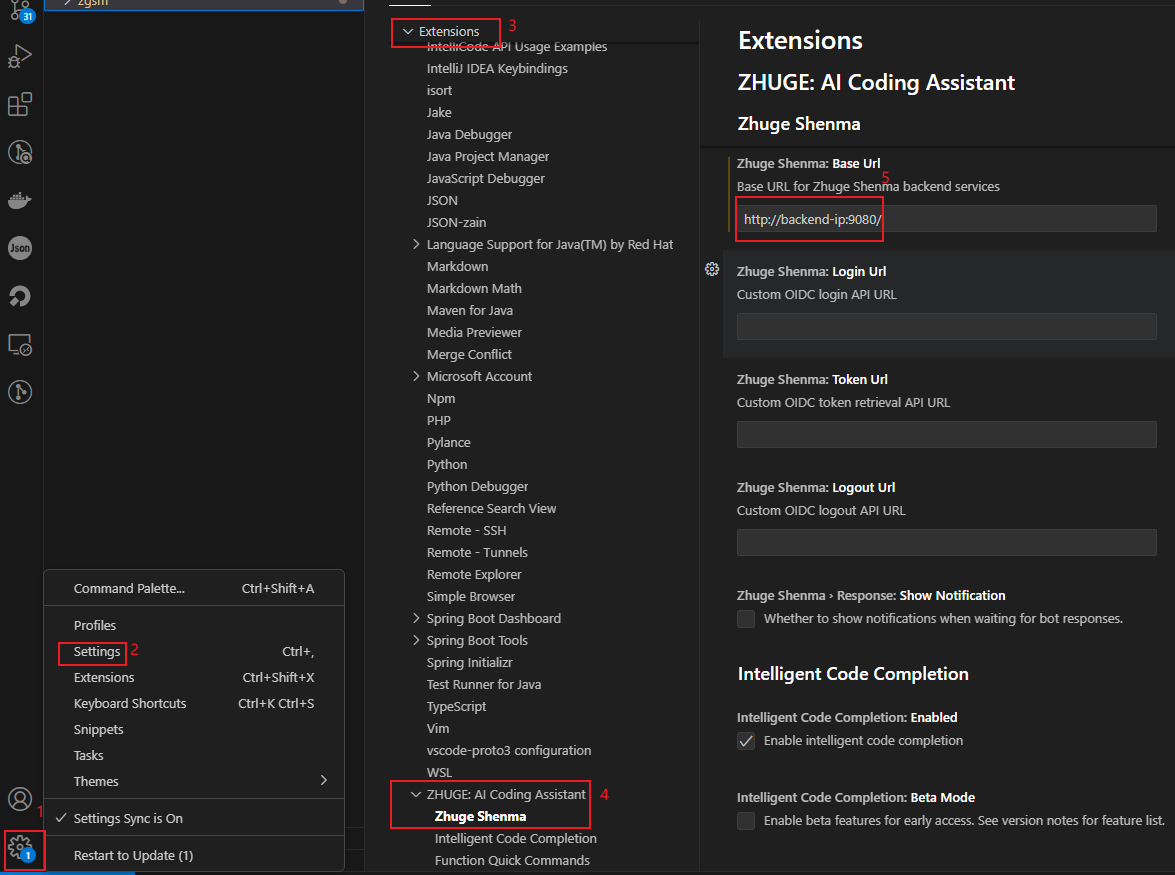 31
zgsm
Json
1
1
Command Palette... Ctrl+Shift+A
Profiles
Settings Ctrl+,
2
Extensions Ctrl+Shift+X
Keyboard Shortcuts Ctrl+K Ctrl+S
Snippets
Tasks
Themes
Settings Sync is On
Restart to Update (1)
Extensions
3
IntelliCode API Usage Examples
IntelliJ IDEA Keybindings
isort
Jake
Java Debugger
Java Project Manager
JavaScript Debugger
JSON
JSON-zain
Language Support for Java(TM) by Red Hat
Markdown
Markdown Math
Maven for Java
Media Previewer
Merge Conflict
Microsoft Account
Npm
PHP
Pylance
Python
Python Debugger
Reference Search View
Remote - SSH
Remote - Tunnels
Remote Explorer
Simple Browser
Spring Boot Dashboard
Spring Boot Tools
Spring Initializr
Test Runner for Java
TypeScript
Vim
vscode-proto3 configuration
WSL
ZHUGE: AI Coding Assistant
4
Zhuge Shenma
Intelligent Code Completion
Function Quick Commands
Extensions
ZHUGE: AI Coding Assistant
Zhuge Shenma
Zhuge Shenma: Base Url
5
Base URL for Zhuge Shenma backend services
http://backend-ip:9080/
Zhuge Shenma: Login Url
Custom OIDC login API URL
Zhuge Shenma: Token Url
Custom OIDC token retrieval API URL
Zhuge Shenma: Logout Url
Custom OIDC logout API URL
Zhuge Shenma › Response: Show Notification
Whether to show notifications when waiting for bot responses.
Intelligent Code Completion
Intelligent Code Completion: Enabled
Enable intelligent code completion
Intelligent Code Completion: Beta Mode
Enable beta features for early access. See version notes for feature list.